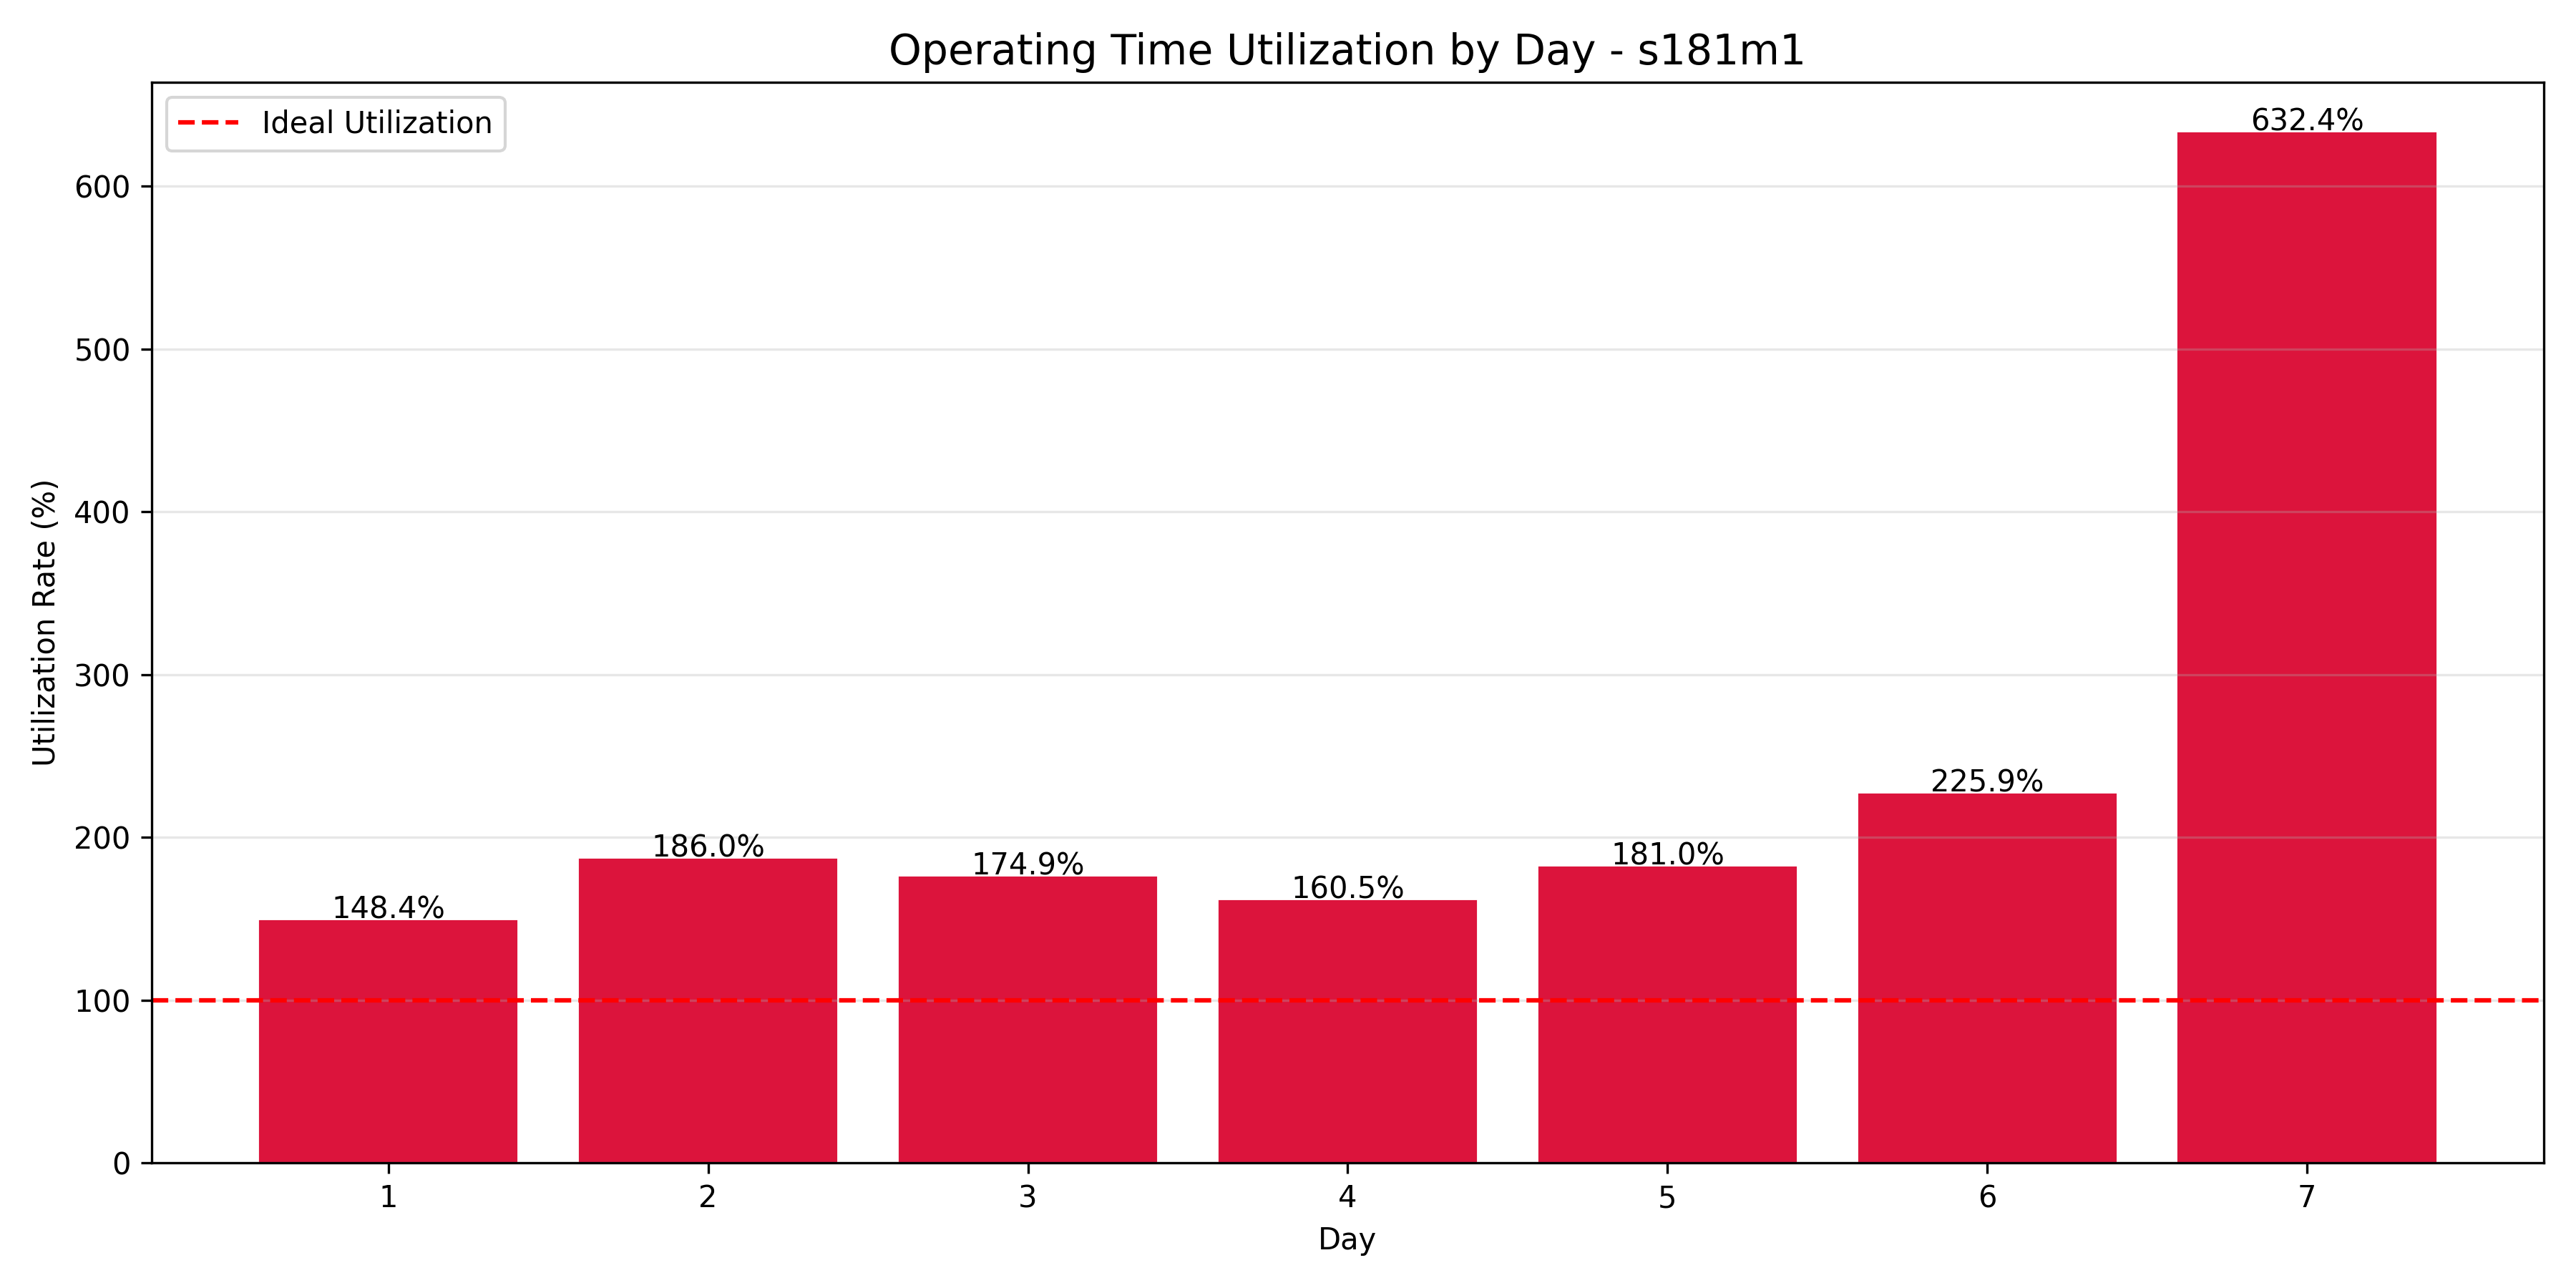 Operating Time Utilization by Day - s181m1
Ideal Utilization
632.4%
600
500
400
300
225.9%
200
186.0%
181.0%
174.9%
160.5%
148.4%
100
0
Utilization Rate (%)
1 2 3 4 5 6 7
Day